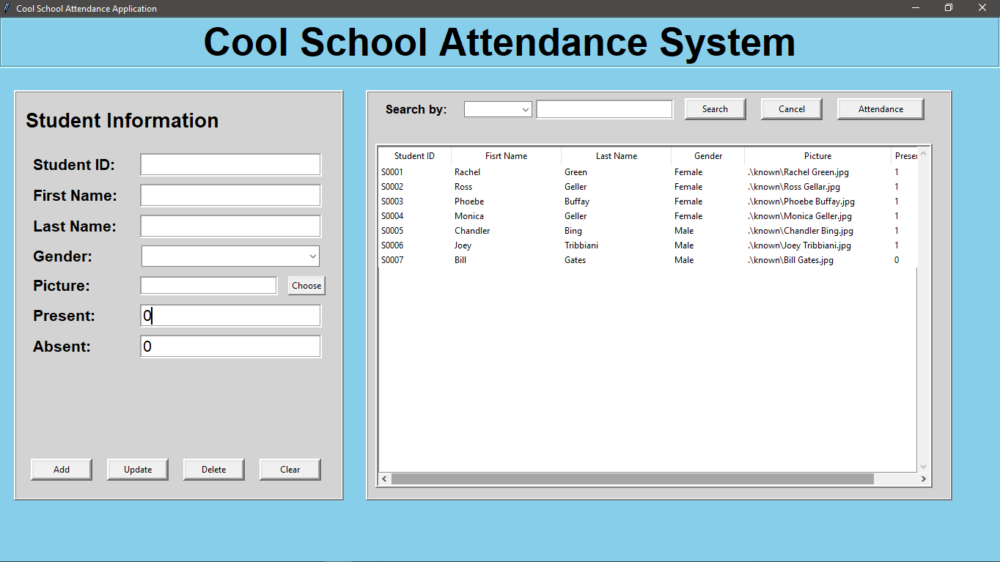 Cool School Attendance Application
Cool School Attendance System
Student Information
Student ID:
First Name:
Last Name:
Gender:
Picture:
Choose
Present:
0
Absent:
0
Add Update Delete Clear
Search by:
Search Cancel Attendance
Student ID Fisrt Name Last Name Gender Picture Presen
S0001 Rachel Green Female .\known\Rachel Green.jpg 1
S0002 Ross Geller Female .\known\Ross Gellar.jpg 1
S0003 Phoebe Buffay Female .\known\Phoebe Buffay.jpg 1
S0004 Monica Geller Female .\known\Monica Geller.jpg 1
S0005 Chandler Bing Male .\known\Chandler Bing.jpg 1
S0006 Joey Tribbiani Male .\known\Joey Tribbiani.jpg 1
S0007 Bill Gates Male .\known\Bill Gates.jpg 0